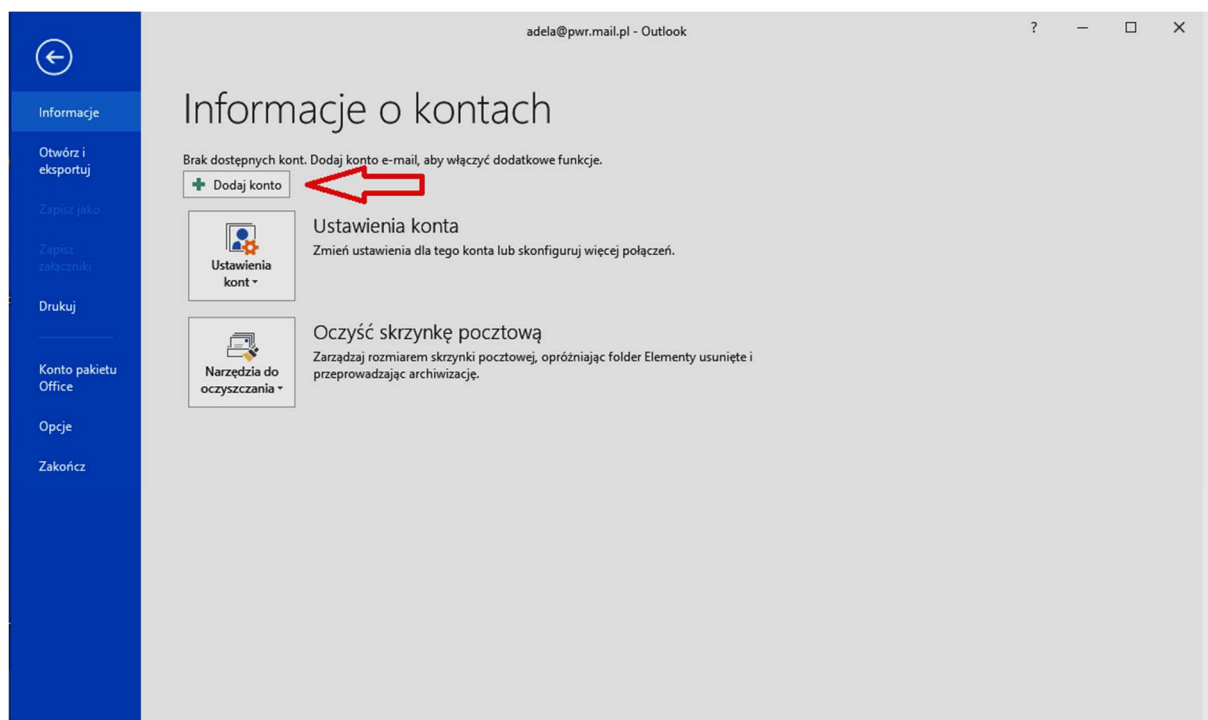 adela@pwr.mail.pl - Outlook
?
Informacje
Otwórz i
eksportuj
Zapisz jako
Zapisz
załączniki
Drukuj
Konto pakietu
Office
Opcje
Zakończ
Informacje o kontach
Brak dostępnych kont. Dodaj konto e-mail, aby włączyć dodatkowe funkcje.
Dodaj konto
Ustawienia
kont
Ustawienia konta
Zmień ustawienia dla tego konta lub skonfiguruj więcej połączeń.
Narzędzia do
oczyszczania
Oczyść skrzynkę pocztową
Zarządzaj rozmiarem skrzynki pocztowej, opróżniając folder Elementy usunięte i
przeprowadzając archiwizację.